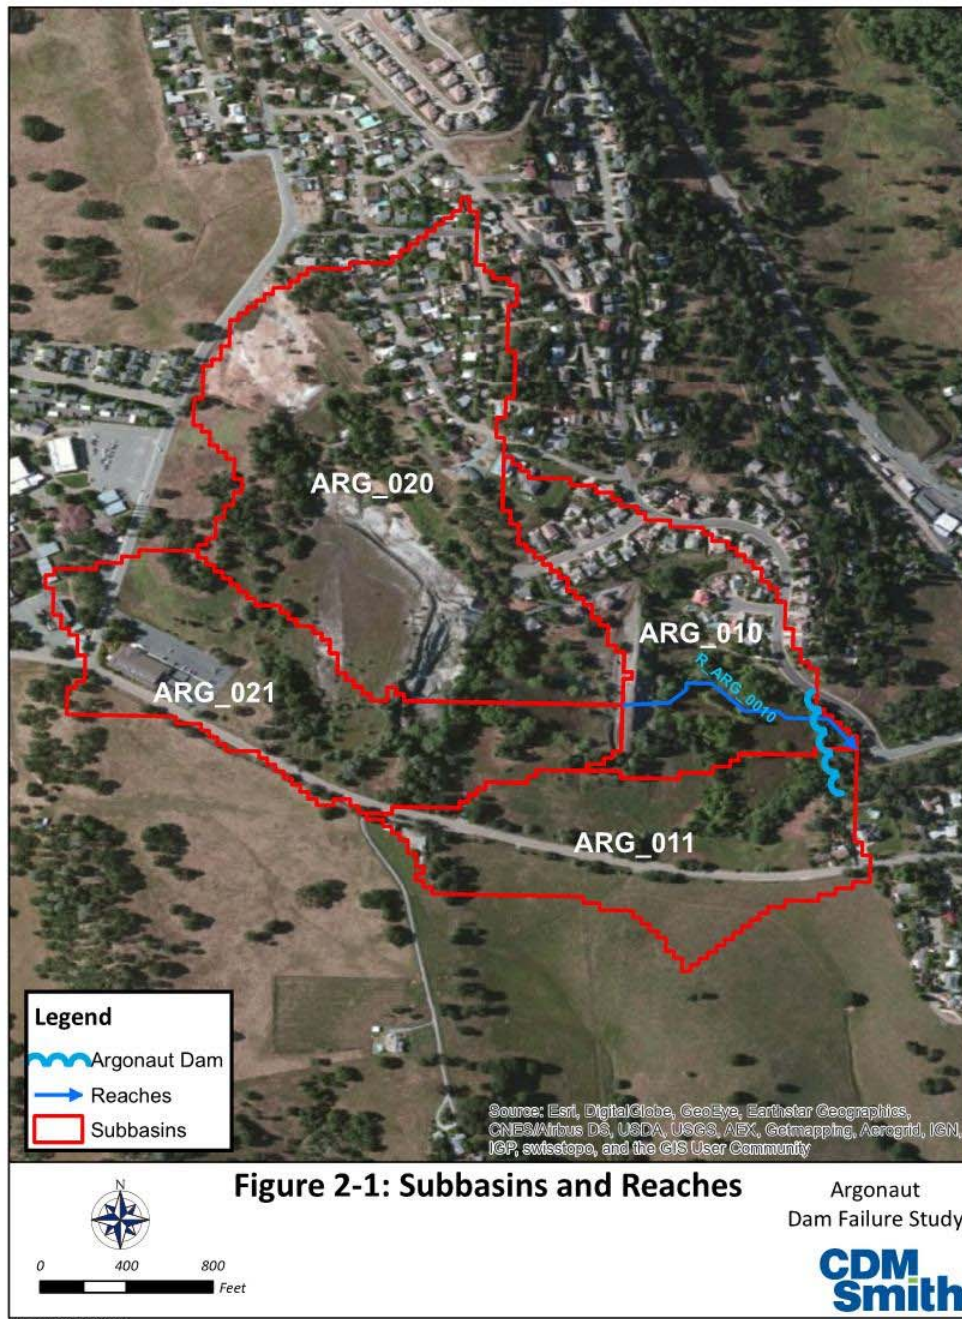 ARG_020
ARG_010
R_ARG_0010
ARG_021
ARG_011
Legend
Argonaut Dam
Reaches
Subbasins
Source: Esri, DigitalGlobe, GeoEye, Earthstar Geographics,
CNES/Airbus DS, USDA, USGS, AEX, Getmapping, Aerogrid, IGN,
IGP, swisstopo, and the GIS User Community
Figure 2-1: Subbasins and Reaches
N
0 400 800
Feet
Argonaut
Dam Failure Study
CDM
Smith